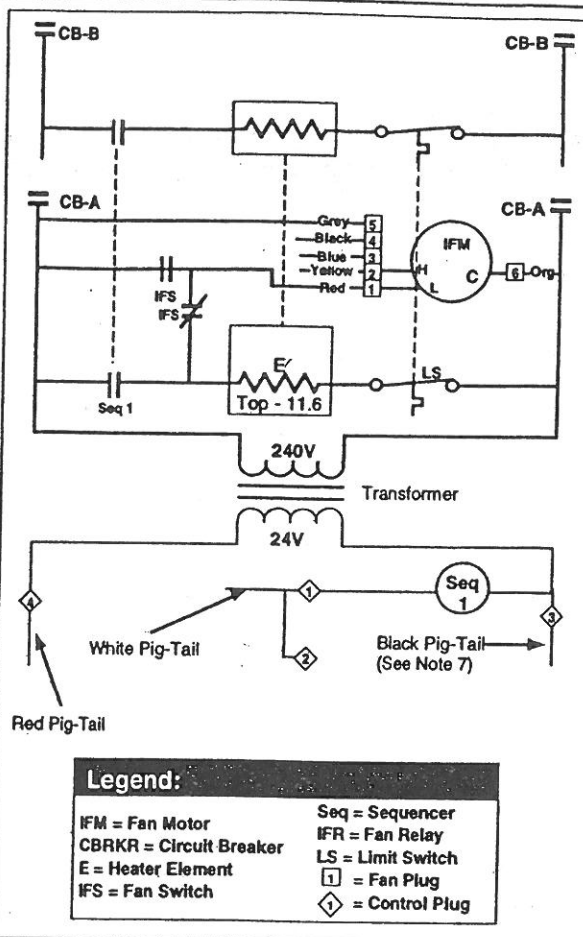 CB-B
CB-B
CB-A
CB-A
Grey 5
Black 4
Blue 3
Yellow 2 H
Red 1 L
IFM
C 6 Org
IFS
IFS
Seq 1
E
Top - 11.6
LS
240V
Transformer
24V
4
1
Seq
1
3
White Pig-Tail
2
Black Pig-Tail
(See Note 7)
Red Pig-Tail
Legend:
IFM = Fan Motor
CBRKR = Circuit Breaker
E = Heater Element
IFS = Fan Switch
Seq = Sequencer
IFR = Fan Relay
LS = Limit Switch
1 = Fan Plug
1 = Control Plug